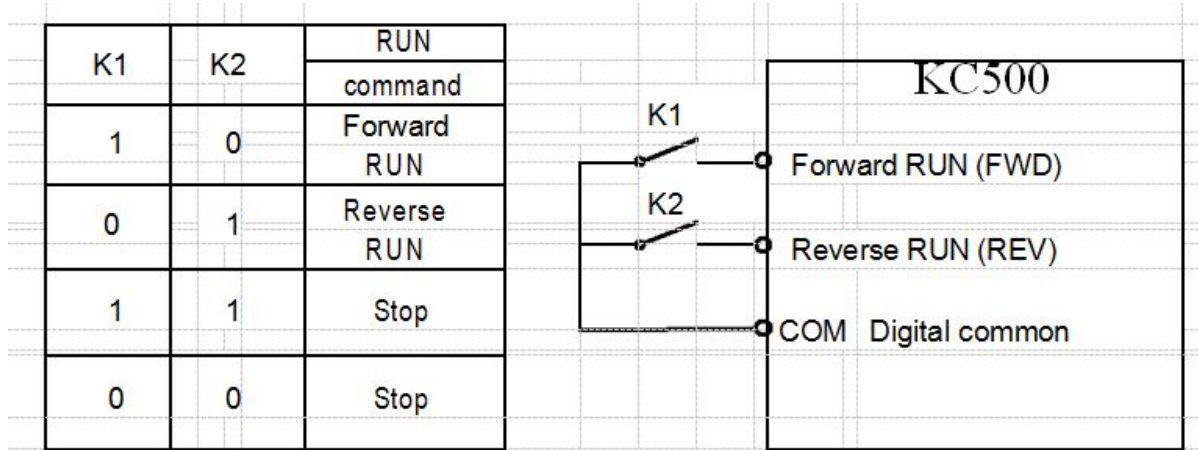 K1 K2 RUN
command
1 0 Forward
RUN
0 1 Reverse
RUN
1 1 Stop
0 0 Stop
KC500
K1
Forward RUN (FWD)
K2
Reverse RUN (REV)
COM Digital common